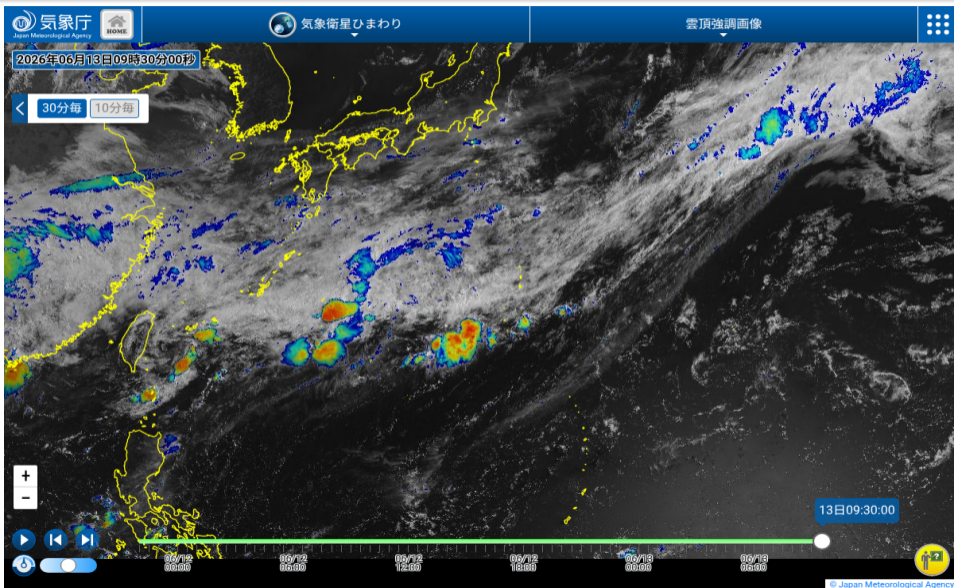 気象庁
Japan Meteorological Agency
HOME
気象衛星ひまわり
雲頂強調画像
2026年06月13日09時30分00秒
30分毎
10分毎
+
−
13日09:30:00
06/12
00:00
06/12
06:00
06/12
12:00
06/12
18:00
06/13
00:00
06/13
06:00
© Japan Meteorological Agency